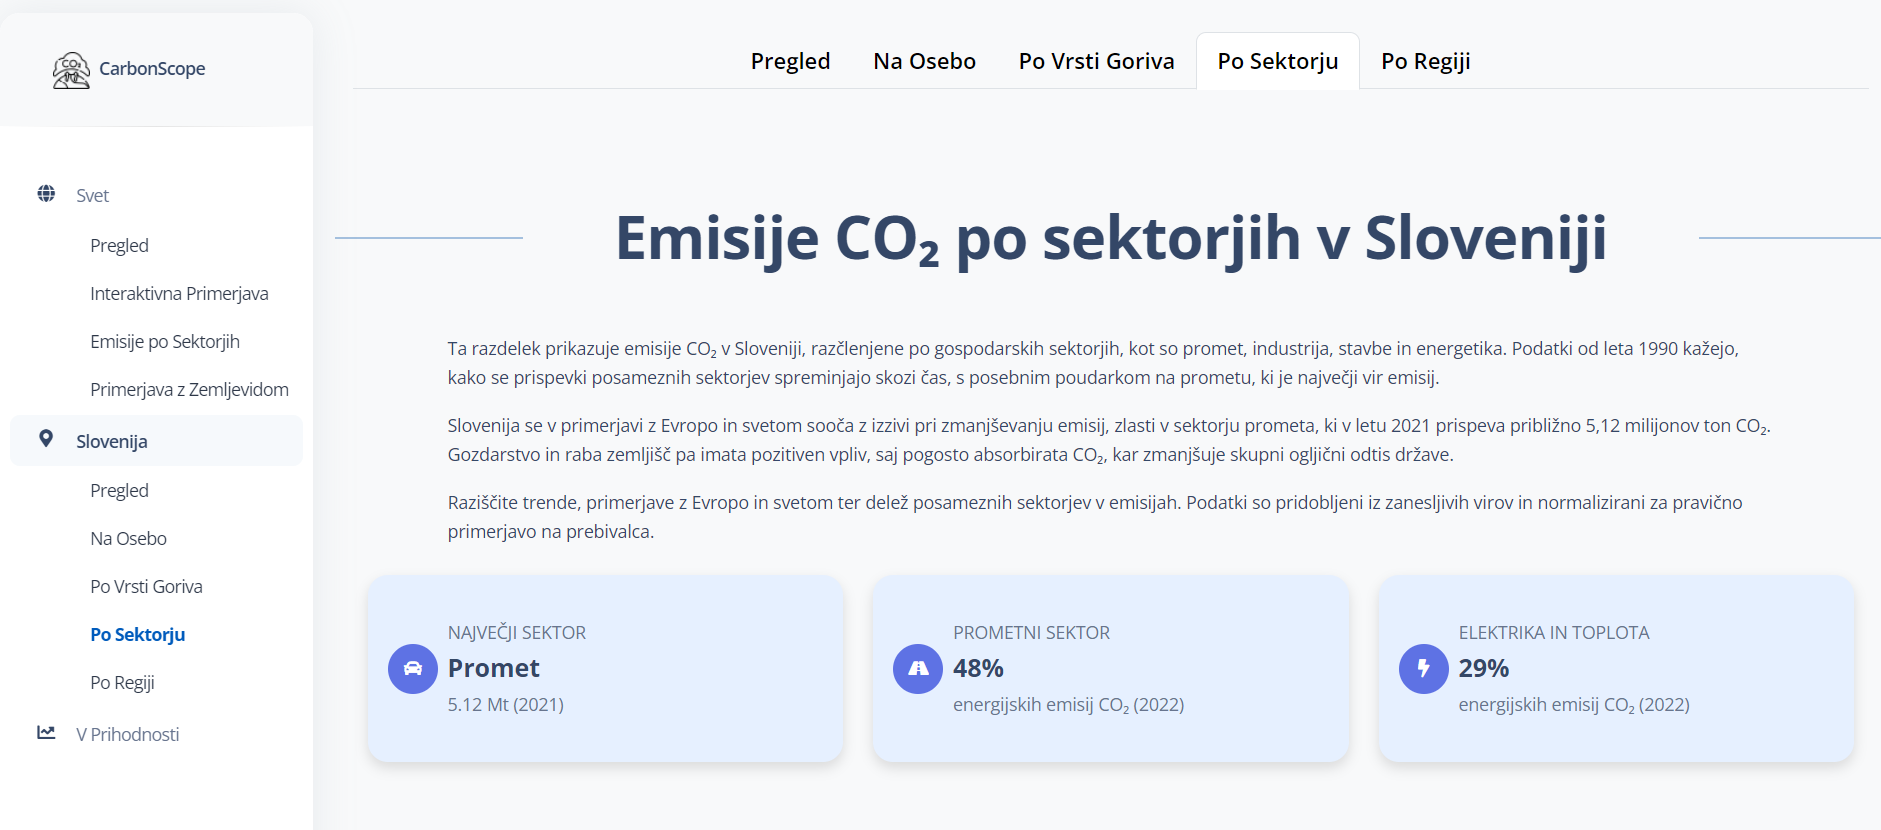 CO₂
CarbonScope
Svet
Pregled
Interaktivna Primerjava
Emisije po Sektorjih
Primerjava z Zemljevidom
Slovenija
Pregled
Na Osebo
Po Vrsti Goriva
Po Sektorju
Po Regiji
V Prihodnosti
Pregled Na Osebo Po Vrsti Goriva Po Sektorju Po Regiji
Emisije CO₂ po sektorjih v Sloveniji
Ta razdelek prikazuje emisije CO₂ v Sloveniji, razčlenjene po gospodarskih sektorjih, kot so promet, industrija, stavbe in energetika. Podatki od leta 1990 kažejo,
kako se prispevki posameznih sektorjev spreminjajo skozi čas, s posebnim poudarkom na prometu, ki je največji vir emisij.
Slovenija se v primerjavi z Evropo in svetom sooča z izzivi pri zmanjševanju emisij, zlasti v sektorju prometa, ki v letu 2021 prispeva približno 5,12 milijonov ton CO₂.
Gozdarstvo in raba zemljišč pa imata pozitiven vpliv, saj pogosto absorbirata CO₂, kar zmanjšuje skupni ogljični odtis države.
Raziščite trende, primerjave z Evropo in svetom ter delež posameznih sektorjev v emisijah. Podatki so pridobljeni iz zanesljivih virov in normalizirani za pravično
primerjavo na prebivalca.
NAJVEČJI SEKTOR
Promet
5.12 Mt (2021)
PROMETNI SEKTOR
48%
energijskih emisij CO₂ (2022)
ELEKTRIKA IN TOPLOTA
29%
energijskih emisij CO₂ (2022)